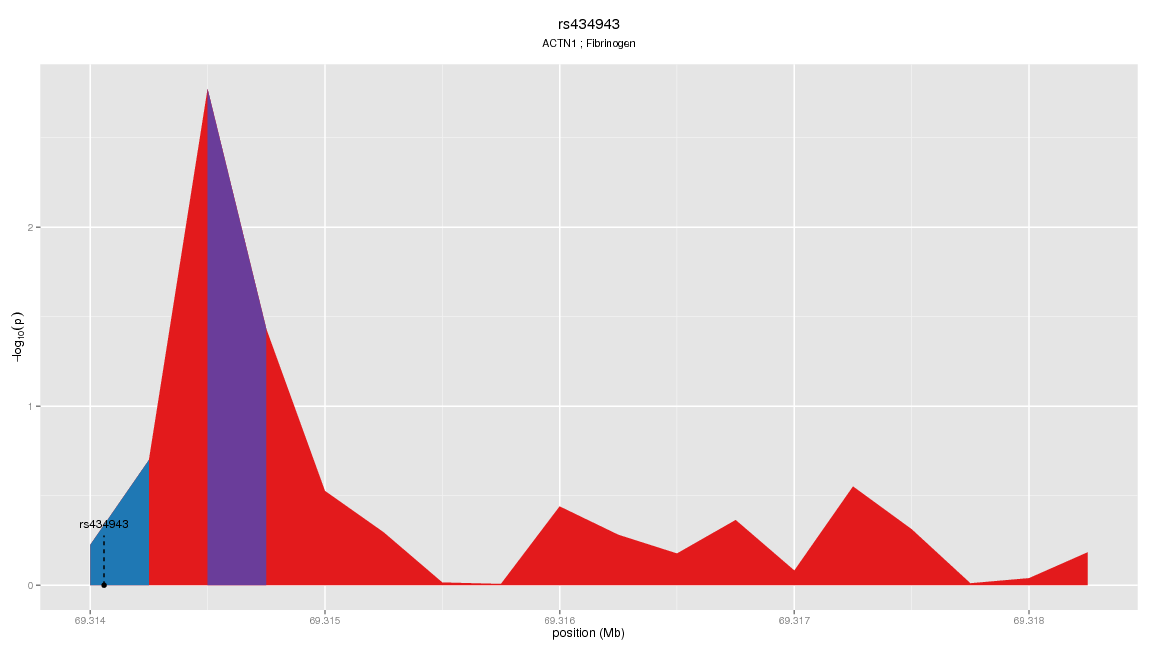 rs434943
ACTN1 ; Fibrinogen
−log10(p)
2
1
0
rs434943
69.314
69.315
69.316
69.317
69.318
position (Mb)